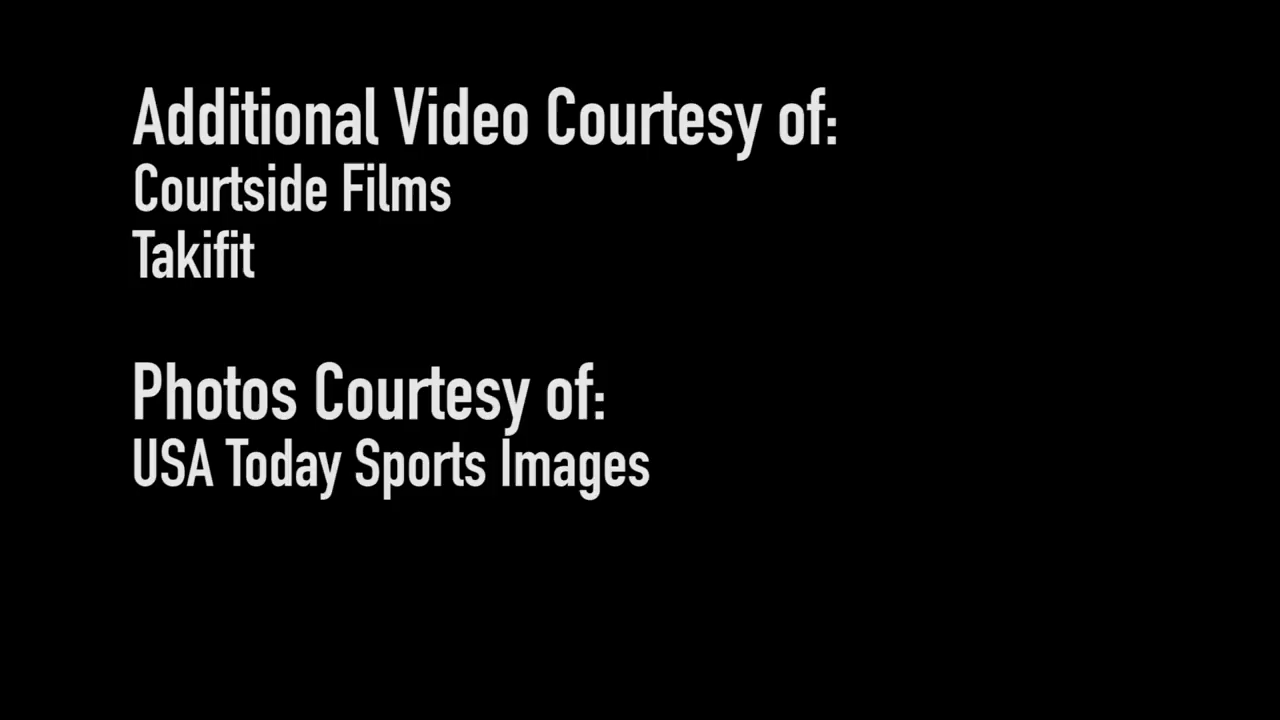 Additional Video Courtesy of:
Courtside Films
Takifit
Photos Courtesy of:
USA Today Sports Images